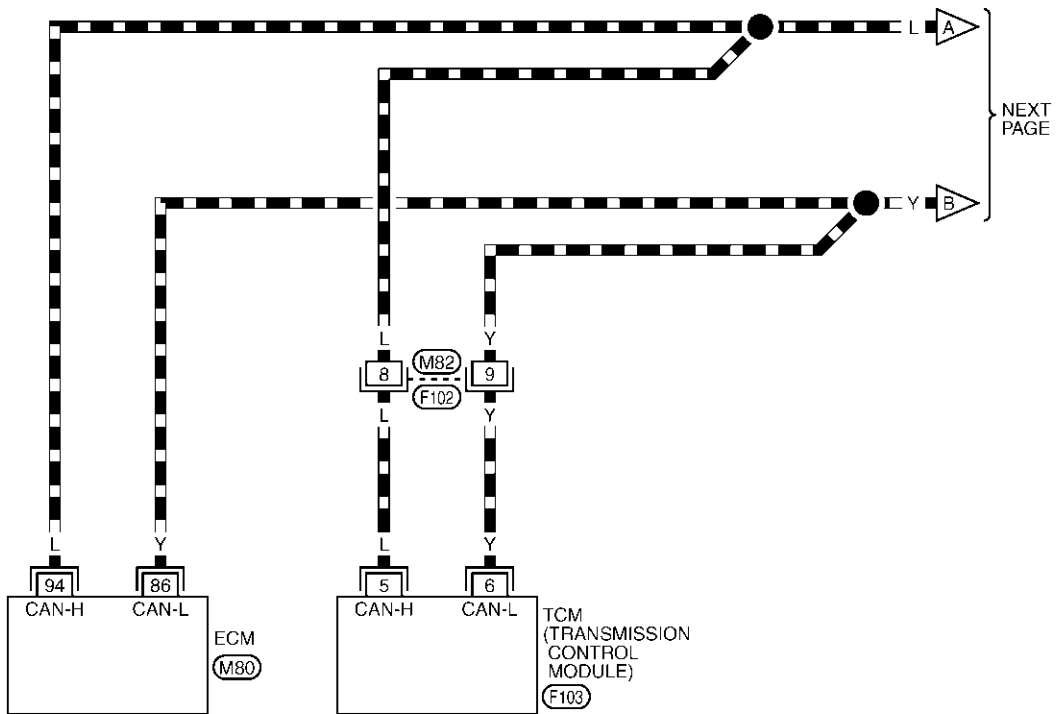 L A
NEXT
PAGE
Y B
L Y
8 M82 9
F102
L Y
L Y L Y
94 86 5 6
CAN-H CAN-L CAN-H CAN-L
ECM
M80
TCM
(TRANSMISSION
CONTROL
MODULE)
F103